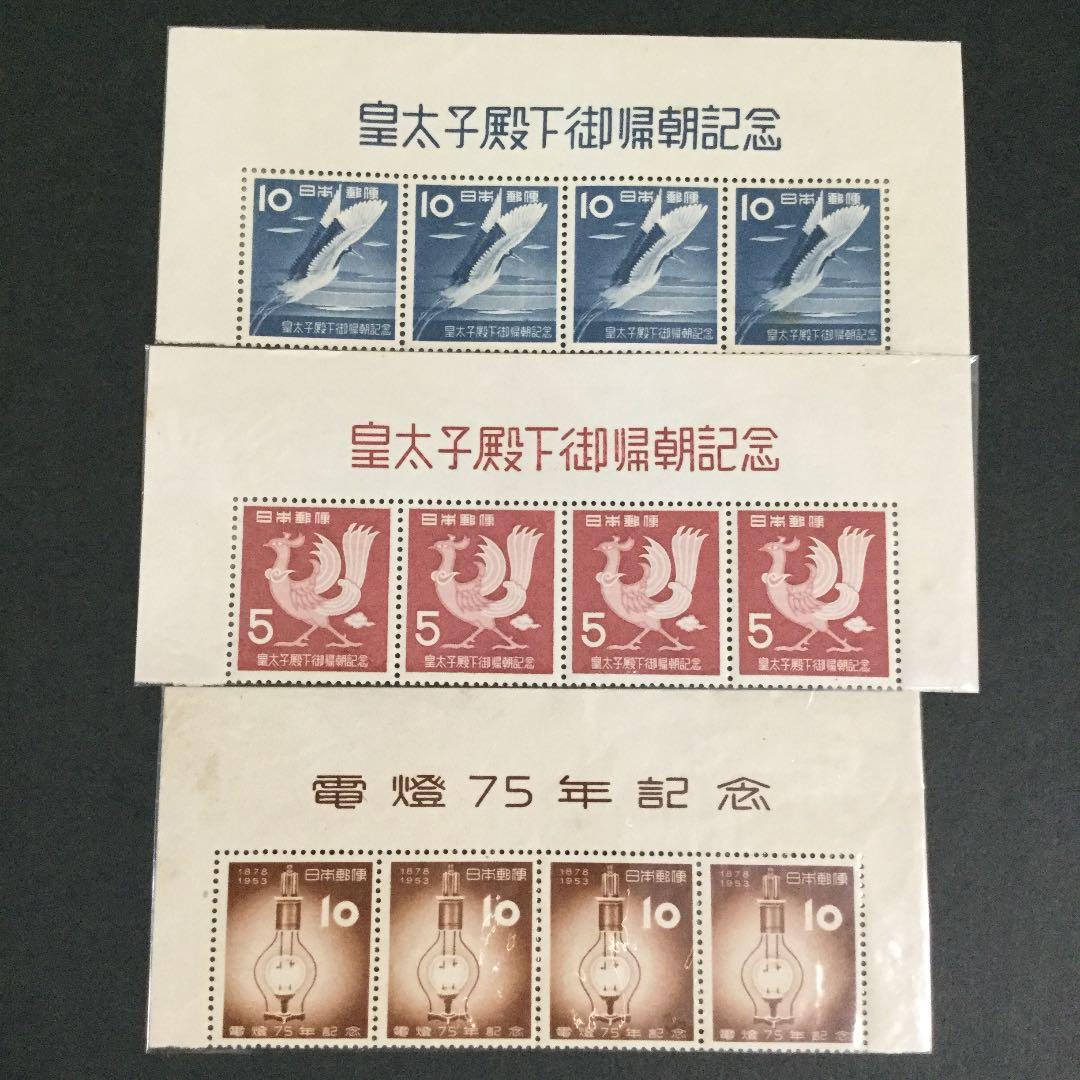 皇太子殿下御帰朝記念
10 日本郵便 10 日本郵便 10 日本郵便 10 日本郵便
皇太子殿下御帰朝記念 皇太子殿下御帰朝記念 皇太子殿下御帰朝記念 皇太子殿下御帰朝記念
皇太子殿下御帰朝記念
日本郵便 日本郵便 日本郵便 日本郵便
5 5 5 5
皇太子殿下御帰朝記念 皇太子殿下御帰朝記念 皇太子殿下御帰朝記念 皇太子殿下御帰朝記念
電燈75年記念
1878 1878 1878 1878
1953 日本郵便 1953 日本郵便 1953 日本郵便 1953 日本郵便
10 10 10 10
電燈75年記念 電燈75年記念 電燈75年記念 電燈75年記念